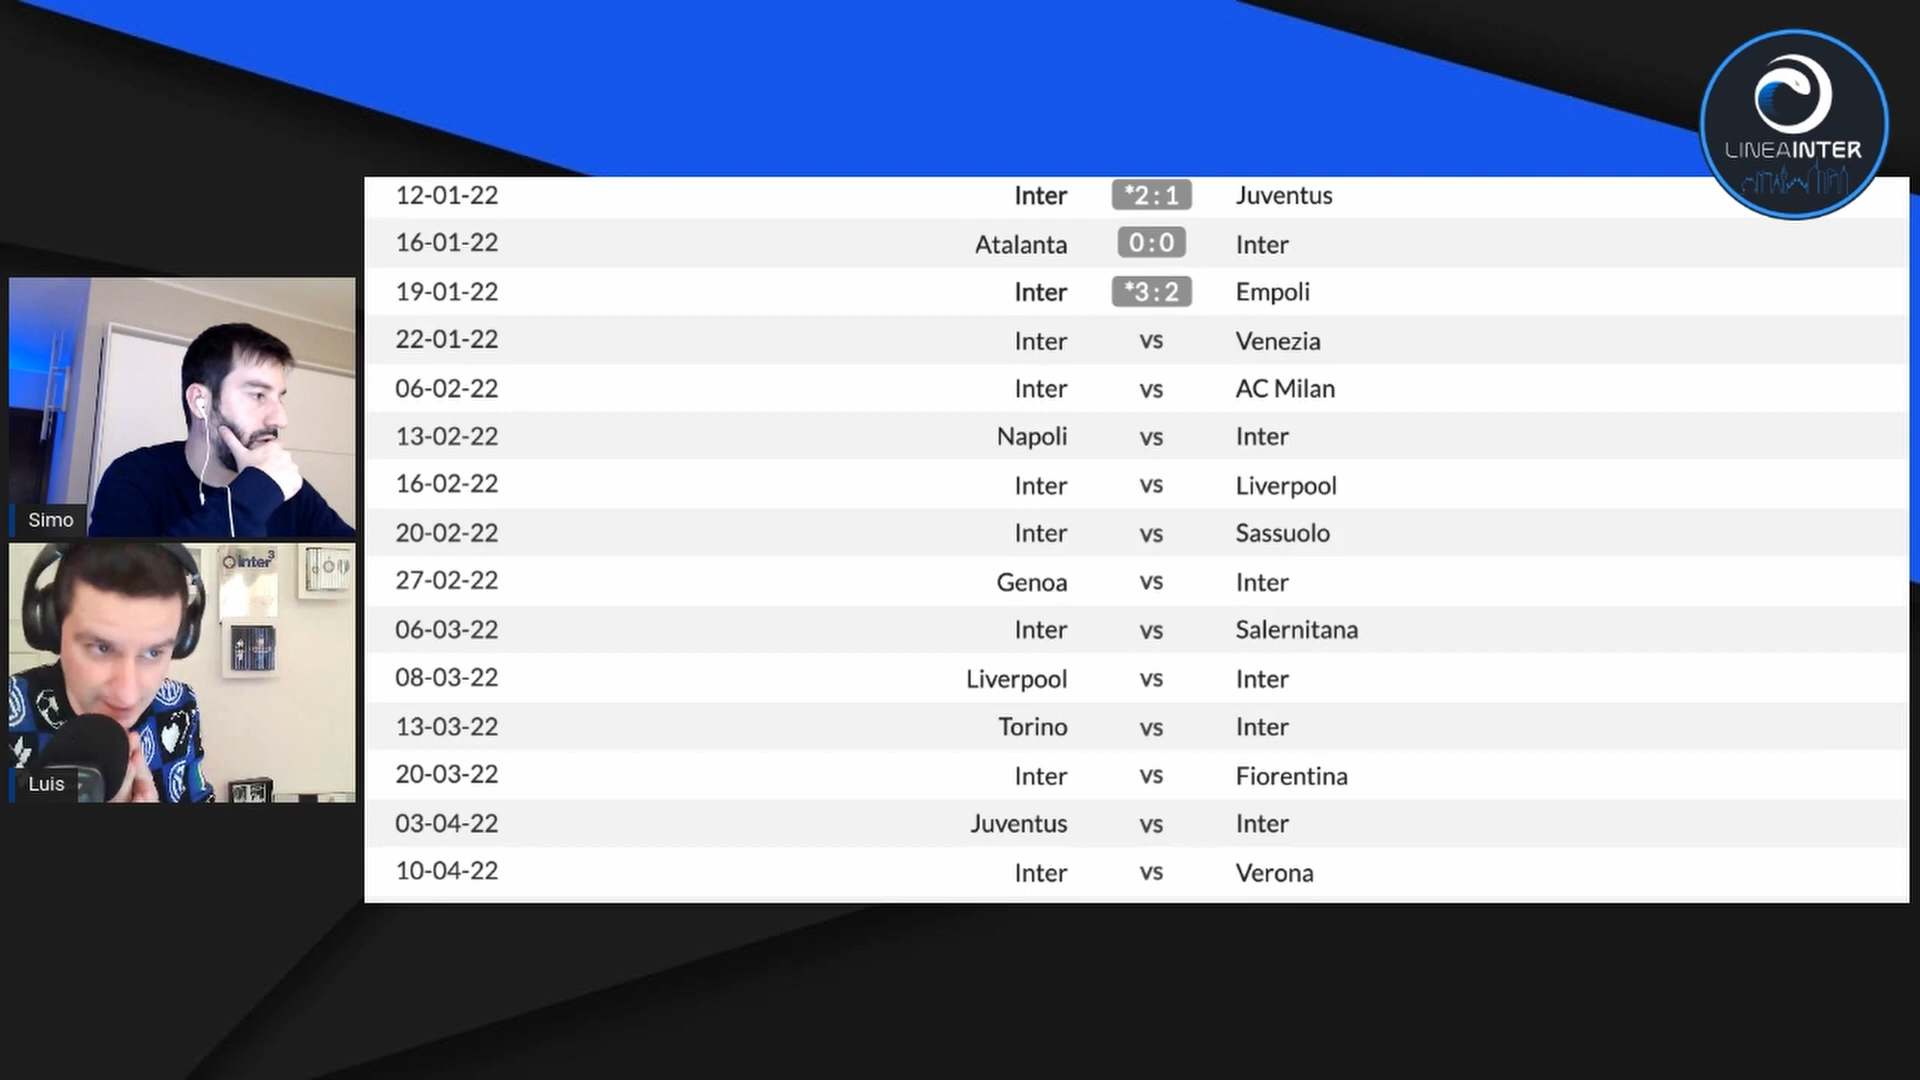 LINEAINTER
12-01-22 Inter *2:1 Juventus
16-01-22 Atalanta 0:0 Inter
19-01-22 Inter *3:2 Empoli
22-01-22 Inter vs Venezia
06-02-22 Inter vs AC Milan
13-02-22 Napoli vs Inter
16-02-22 Inter vs Liverpool
20-02-22 Inter vs Sassuolo
27-02-22 Genoa vs Inter
06-03-22 Inter vs Salernitana
08-03-22 Liverpool vs Inter
13-03-22 Torino vs Inter
20-03-22 Inter vs Fiorentina
03-04-22 Juventus vs Inter
10-04-22 Inter vs Verona
Simo
inter3
Luis